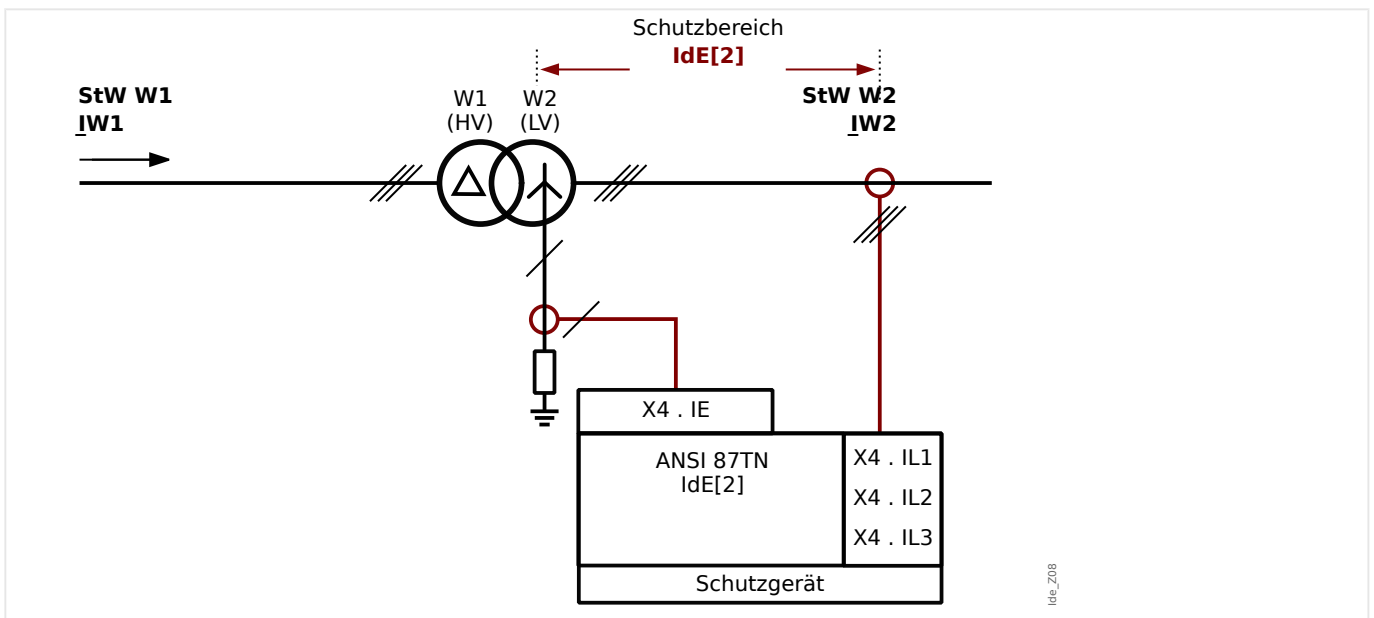 Schutzbereich
IdE[2]
StW W1
IW1
W1
(HV)
W2
(LV)
StW W2
IW2
X4 . IE
ANSI 87TN
IdE[2]
X4 . IL1
X4 . IL2
X4 . IL3
Schutzgerät
Ide_Z08